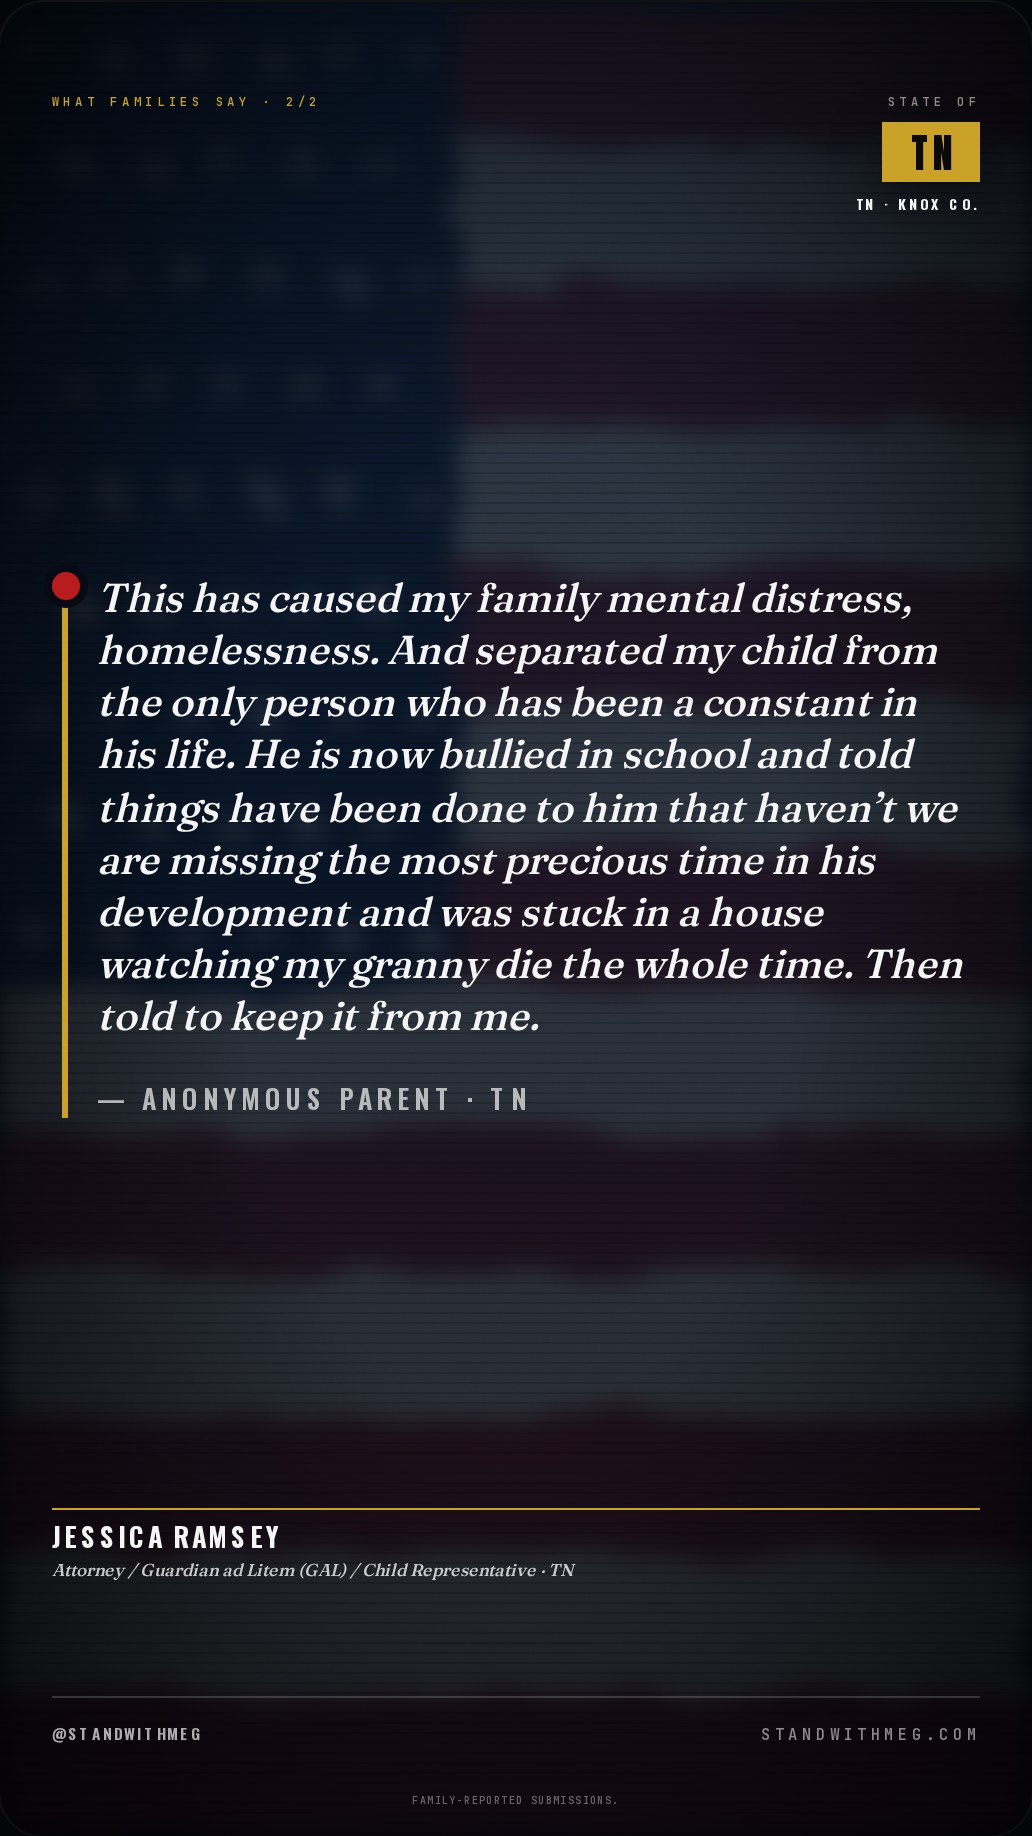 WHAT FAMILIES SAY · 2/2
STATE OF
TN
TN · KNOX CO.
This has caused my family mental distress,
homelessness. And separated my child from
the only person who has been a constant in
his life. He is now bullied in school and told
things have been done to him that haven’t we
are missing the most precious time in his
development and was stuck in a house
watching my granny die the whole time. Then
told to keep it from me.
— ANONYMOUS PARENT · TN
JESSICA RAMSEY
Attorney / Guardian ad Litem (GAL) / Child Representative · TN
@STANDWITHMEG
STANDWITHMEG.COM
FAMILY-REPORTED SUBMISSIONS.